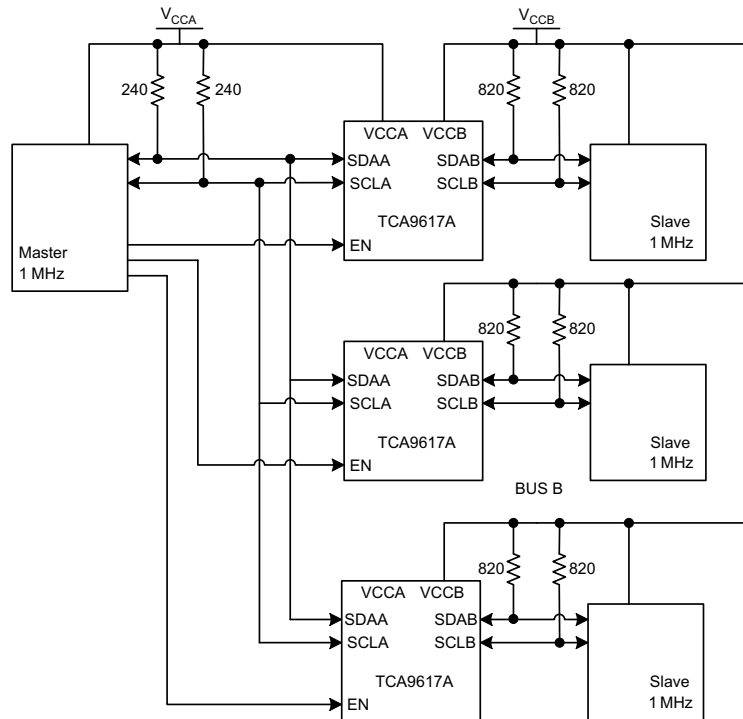 V_CCA V_CCB
240 240 820 820
VCCA VCCB
SDAA SDAB
SCLA SCLB
TCA9617A
EN
Master
1 MHz
Slave
1 MHz
820 820
VCCA VCCB
SDAA SDAB
SCLA SCLB
TCA9617A
EN
Slave
1 MHz
BUS B
820 820
VCCA VCCB
SDAA SDAB
SCLA SCLB
TCA9617A
EN
Slave
1 MHz